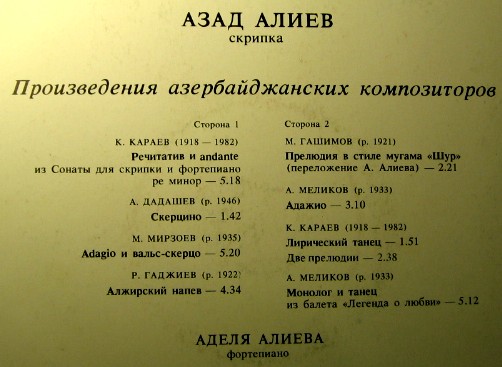 АЗАД АЛИЕВ
скрипка
Произведения азербайджанских композиторов
Сторона 1
К. КАРАЕВ (1918 — 1982)
Речитатив и andante
из Сонаты для скрипки и фортепиано
ре минор — 5.18
А. ДАДАШЕВ (р. 1946)
Скерцино — 1.42
М. МИРЗОЕВ (р. 1935)
Adagio и вальс-скерцо — 5.20
Р. ГАДЖИЕВ (р. 1922)
Алжирский напев — 4.34
Сторона 2
М. ГАШИМОВ (р. 1921)
Прелюдия в стиле мугама «Шур»
(переложение А. Алиева) — 2.21
А. МЕЛИКОВ (р. 1933)
Адажио — 3.10
К. КАРАЕВ (1918 — 1982)
Лирический танец — 1.51
Две прелюдии — 2.38
А. МЕЛИКОВ (р. 1933)
Монолог и танец
из балета «Легенда о любви» — 5.12
АДЕЛЯ АЛИЕВА
фортепиано